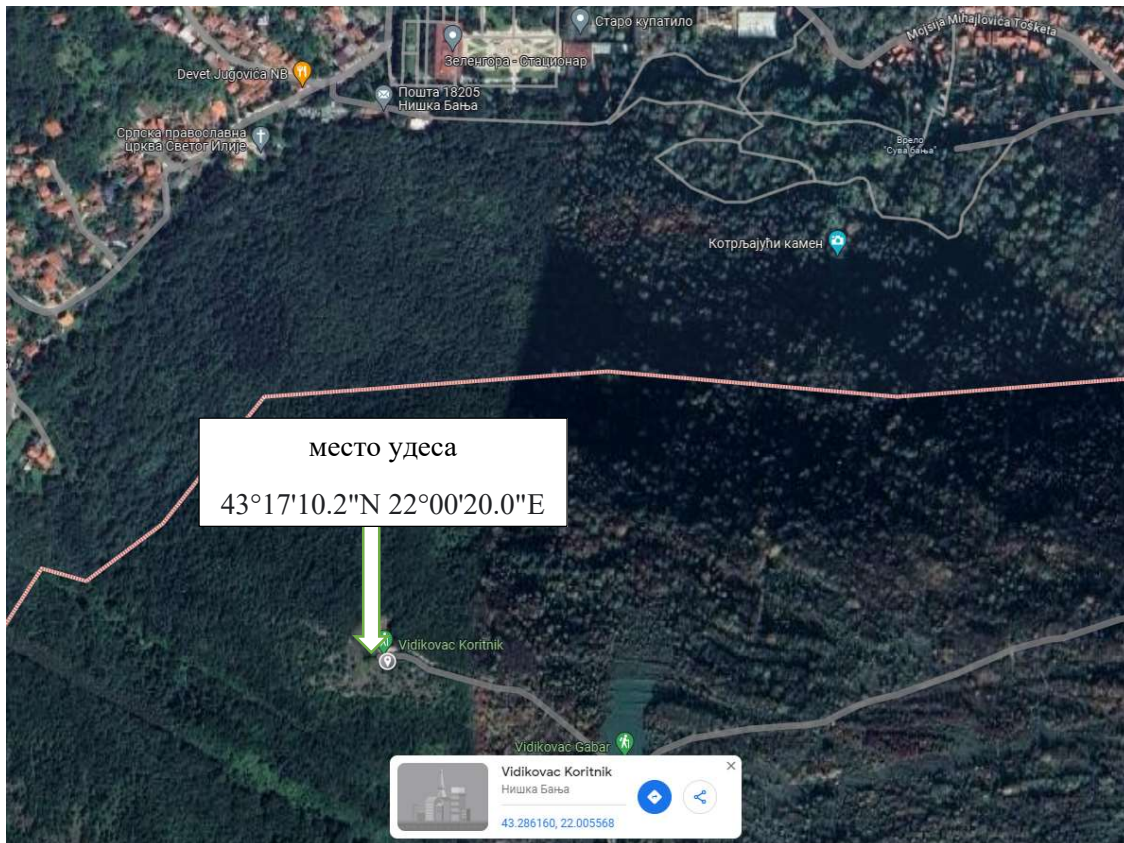 Старо купатило
Mojsija Mihajlovića Tošketa
Зеленгора - Стационар
Devet Jugovića NB
Пошта 18205
Нишка Бања
Српска православна
црква Светог Илије
Врело
"Сува бања"
Котрљајући камен
место удеса
43°17'10.2"N 22°00'20.0"E
Vidikovac Koritnik
Vidikovac Gabar
Vidikovac Koritnik
Нишка Бања
43.286160, 22.005568